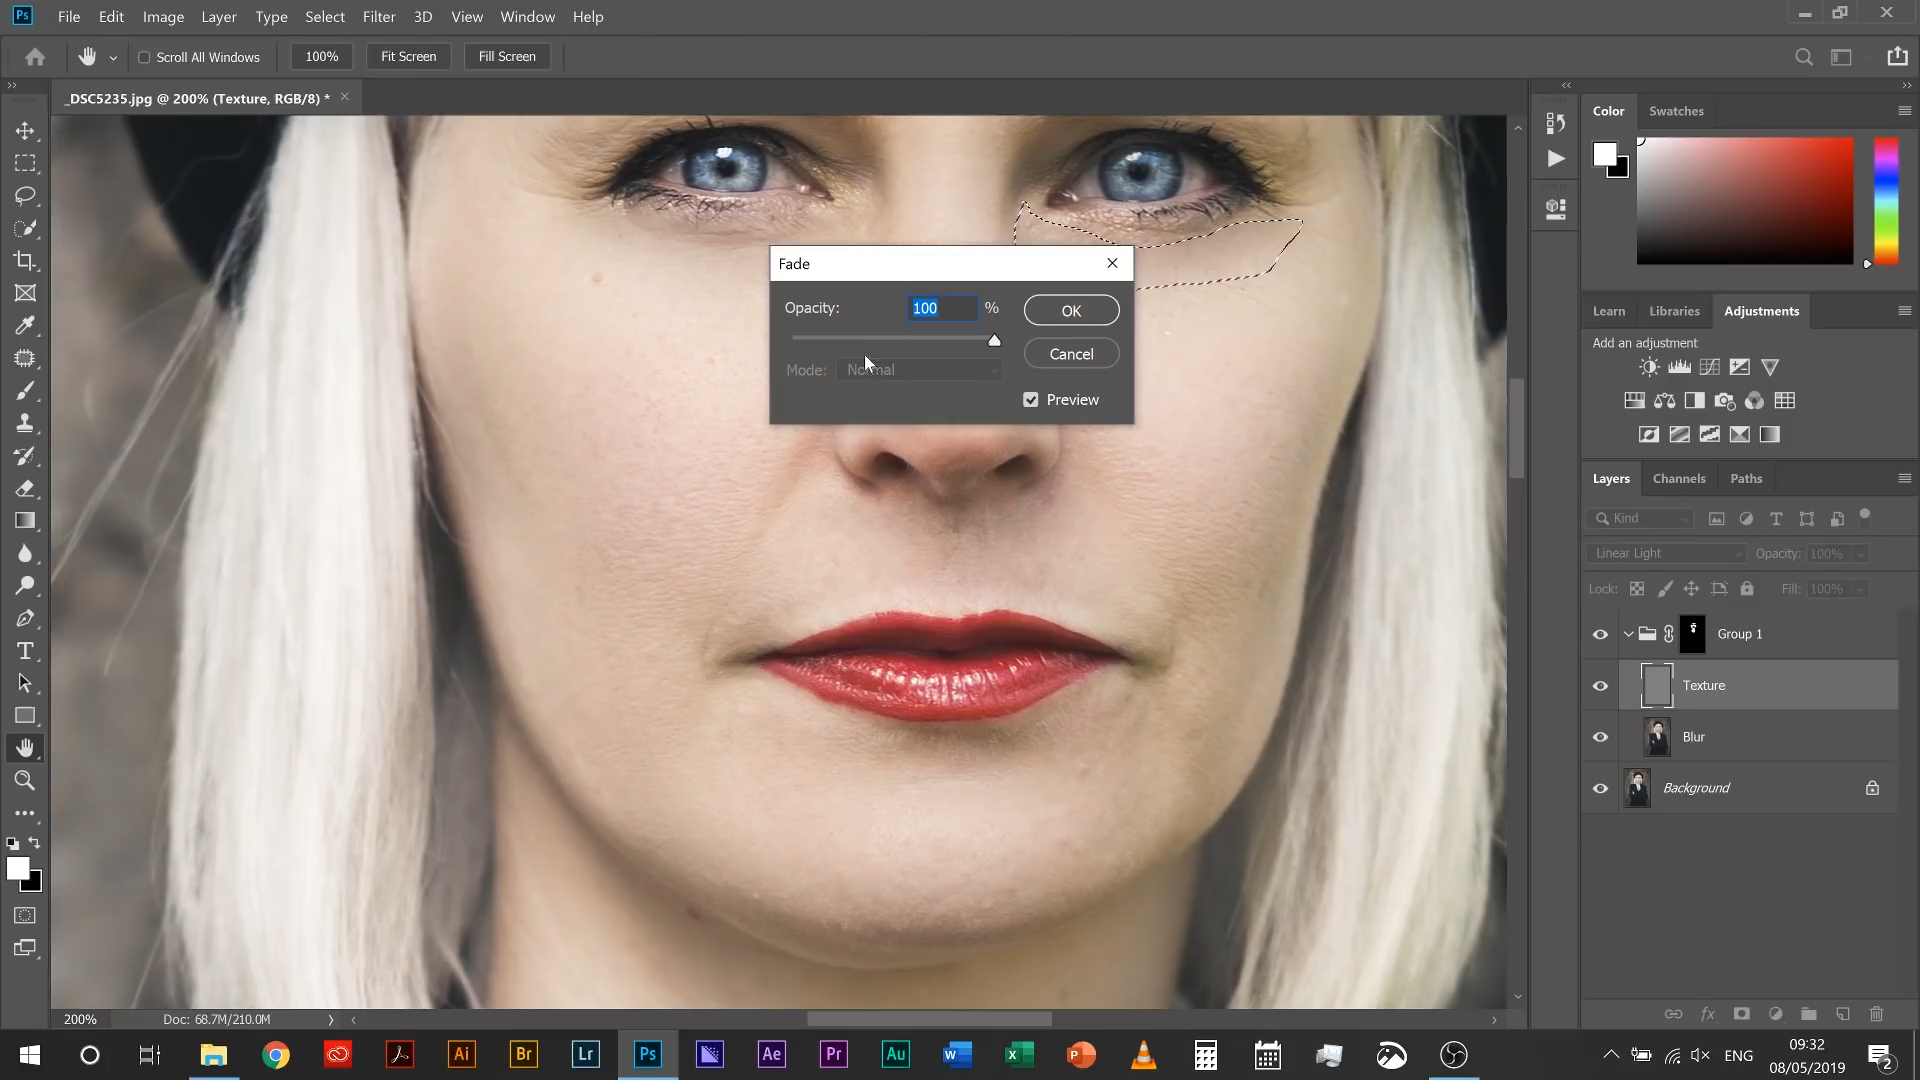 Ps File Edit Image Layer Type Select Filter 3D View Window Help
Scroll All Windows 100% Fit Screen Fill Screen
_DSC5235.jpg @ 200% (Texture, RGB/8) *
Color Swatches
Fade
Opacity: 100 %
OK
Mode: Normal
Cancel
Preview
Learn Libraries Adjustments
Add an adjustment
Layers Channels Paths
Kind
Linear Light Opacity: 100%
Lock: Fill: 100%
Group 1
Texture
Blur
Background
200% Doc: 68.7M/210.0M
Ai Br Lr Ps Ae Pr Au W X P
ENG
09:32
08/05/2019
2